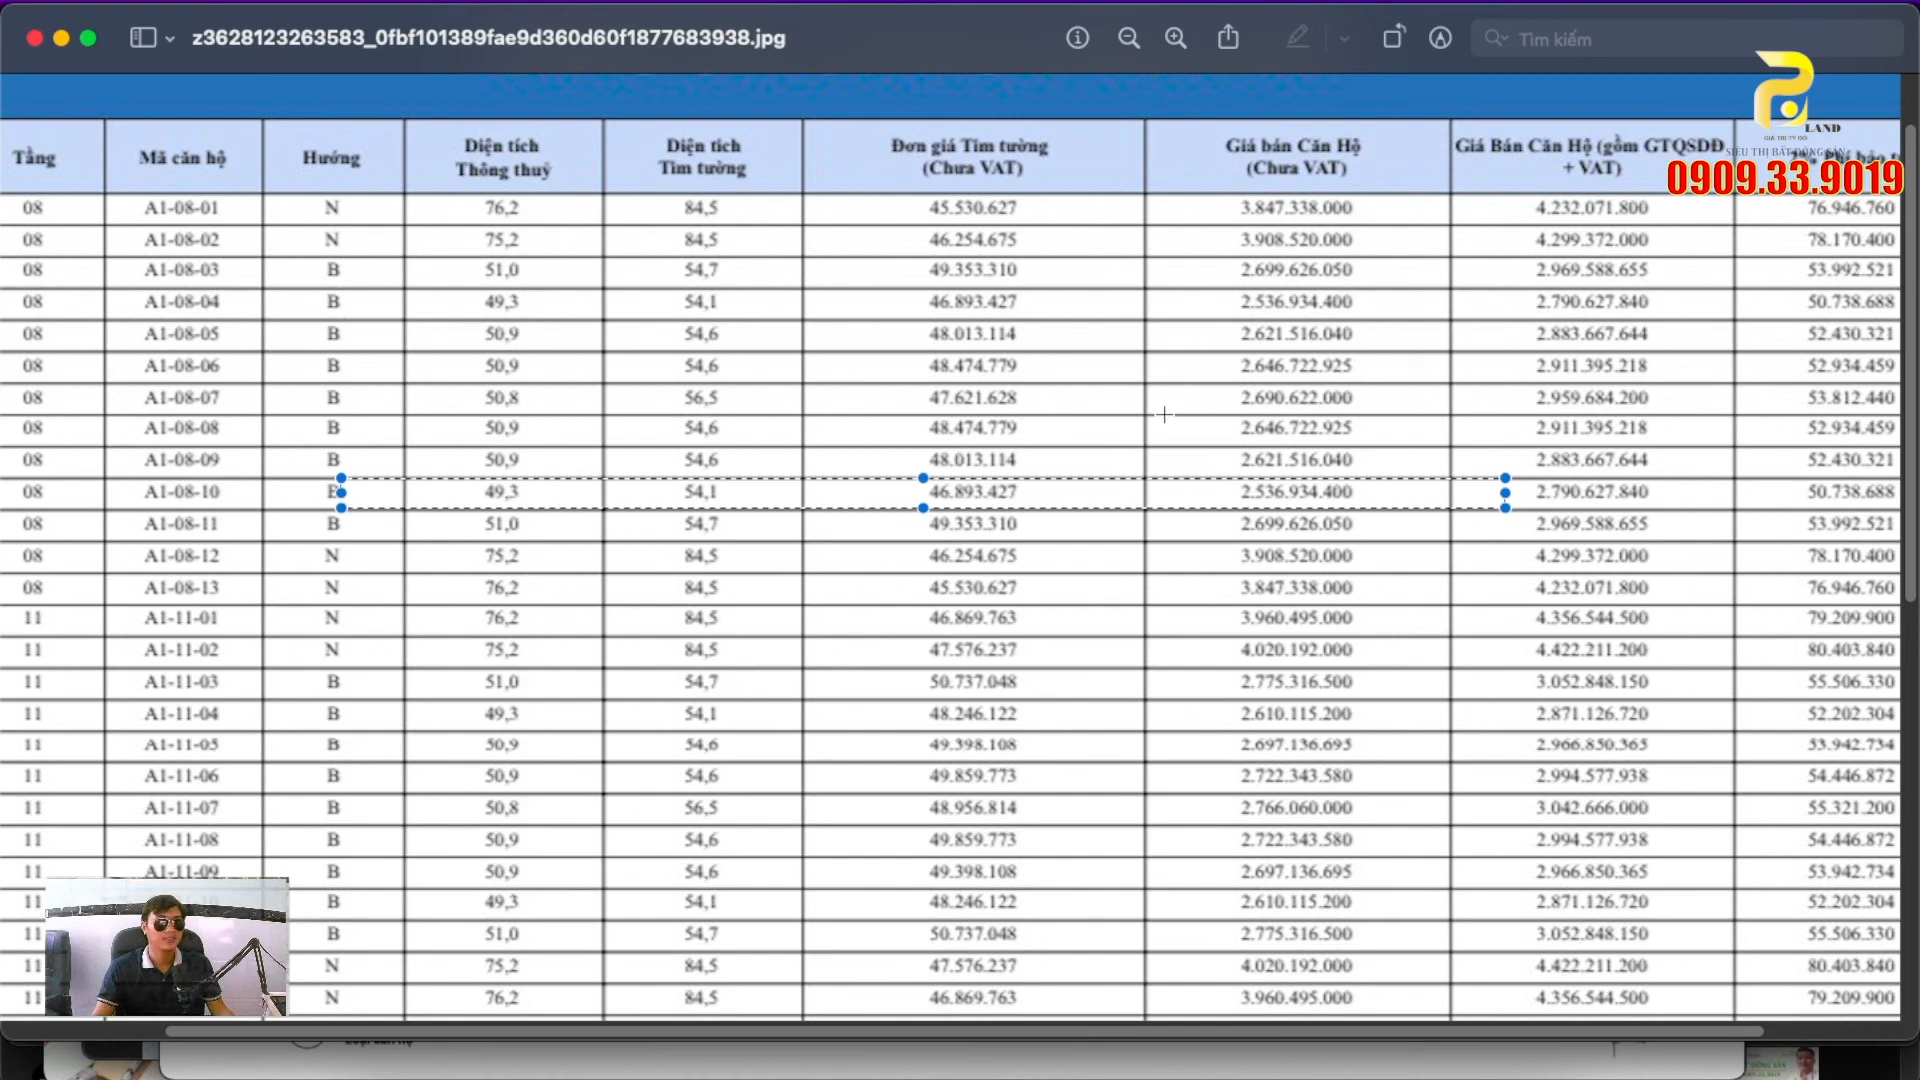 z3628123263583_0fbf101389fae9d360d60f1877683938.jpg
Tìm kiếm
LAND
GIÁ TRỊ TỰ DO
SIÊU THỊ BẤT ĐỘNG SẢN
0909.33.9019
Tầng Mã căn hộ Hướng Diện tích Thông thuỷ Diện tích Tim tường Đơn giá Tim tường (Chưa VAT) Giá bán Căn Hộ (Chưa VAT) Giá Bán Căn Hộ (gồm GTQSDĐ + VAT)
08 A1-08-01 N 76,2 84,5 45.530.627 3.847.338.000 4.232.071.800 76.946.760
08 A1-08-02 N 75,2 84,5 46.254.675 3.908.520.000 4.299.372.000 78.170.400
08 A1-08-03 B 51,0 54,7 49.353.310 2.699.626.050 2.969.588.655 53.992.521
08 A1-08-04 B 49,3 54,1 46.893.427 2.536.934.400 2.790.627.840 50.738.688
08 A1-08-05 B 50,9 54,6 48.013.114 2.621.516.040 2.883.667.644 52.430.321
08 A1-08-06 B 50,9 54,6 48.474.779 2.646.722.925 2.911.395.218 52.934.459
08 A1-08-07 B 50,8 56,5 47.621.628 2.690.622.000 2.959.684.200 53.812.440
08 A1-08-08 B 50,9 54,6 48.474.779 2.646.722.925 2.911.395.218 52.934.459
08 A1-08-09 B 50,9 54,6 48.013.114 2.621.516.040 2.883.667.644 52.430.321
08 A1-08-10 B 49,3 54,1 46.893.427 2.536.934.400 2.790.627.840 50.738.688
08 A1-08-11 B 51,0 54,7 49.353.310 2.699.626.050 2.969.588.655 53.992.521
08 A1-08-12 N 75,2 84,5 46.254.675 3.908.520.000 4.299.372.000 78.170.400
08 A1-08-13 N 76,2 84,5 45.530.627 3.847.338.000 4.232.071.800 76.946.760
11 A1-11-01 N 76,2 84,5 46.869.763 3.960.495.000 4.356.544.500 79.209.900
11 A1-11-02 N 75,2 84,5 47.576.237 4.020.192.000 4.422.211.200 80.403.840
11 A1-11-03 B 51,0 54,7 50.737.048 2.775.316.500 3.052.848.150 55.506.330
11 A1-11-04 B 49,3 54,1 48.246.122 2.610.115.200 2.871.126.720 52.202.304
11 A1-11-05 B 50,9 54,6 49.398.108 2.697.136.695 2.966.850.365 53.942.734
11 A1-11-06 B 50,9 54,6 49.859.773 2.722.343.580 2.994.577.938 54.446.872
11 A1-11-07 B 50,8 56,5 48.956.814 2.766.060.000 3.042.666.000 55.321.200
11 A1-11-08 B 50,9 54,6 49.859.773 2.722.343.580 2.994.577.938 54.446.872
11 A1-11-09 B 50,9 54,6 49.398.108 2.697.136.695 2.966.850.365 53.942.734
11 B 49,3 54,1 48.246.122 2.610.115.200 2.871.126.720 52.202.304
11 B 51,0 54,7 50.737.048 2.775.316.500 3.052.848.150 55.506.330
11 N 75,2 84,5 47.576.237 4.020.192.000 4.422.211.200 80.403.840
11 N 76,2 84,5 46.869.763 3.960.495.000 4.356.544.500 79.209.900